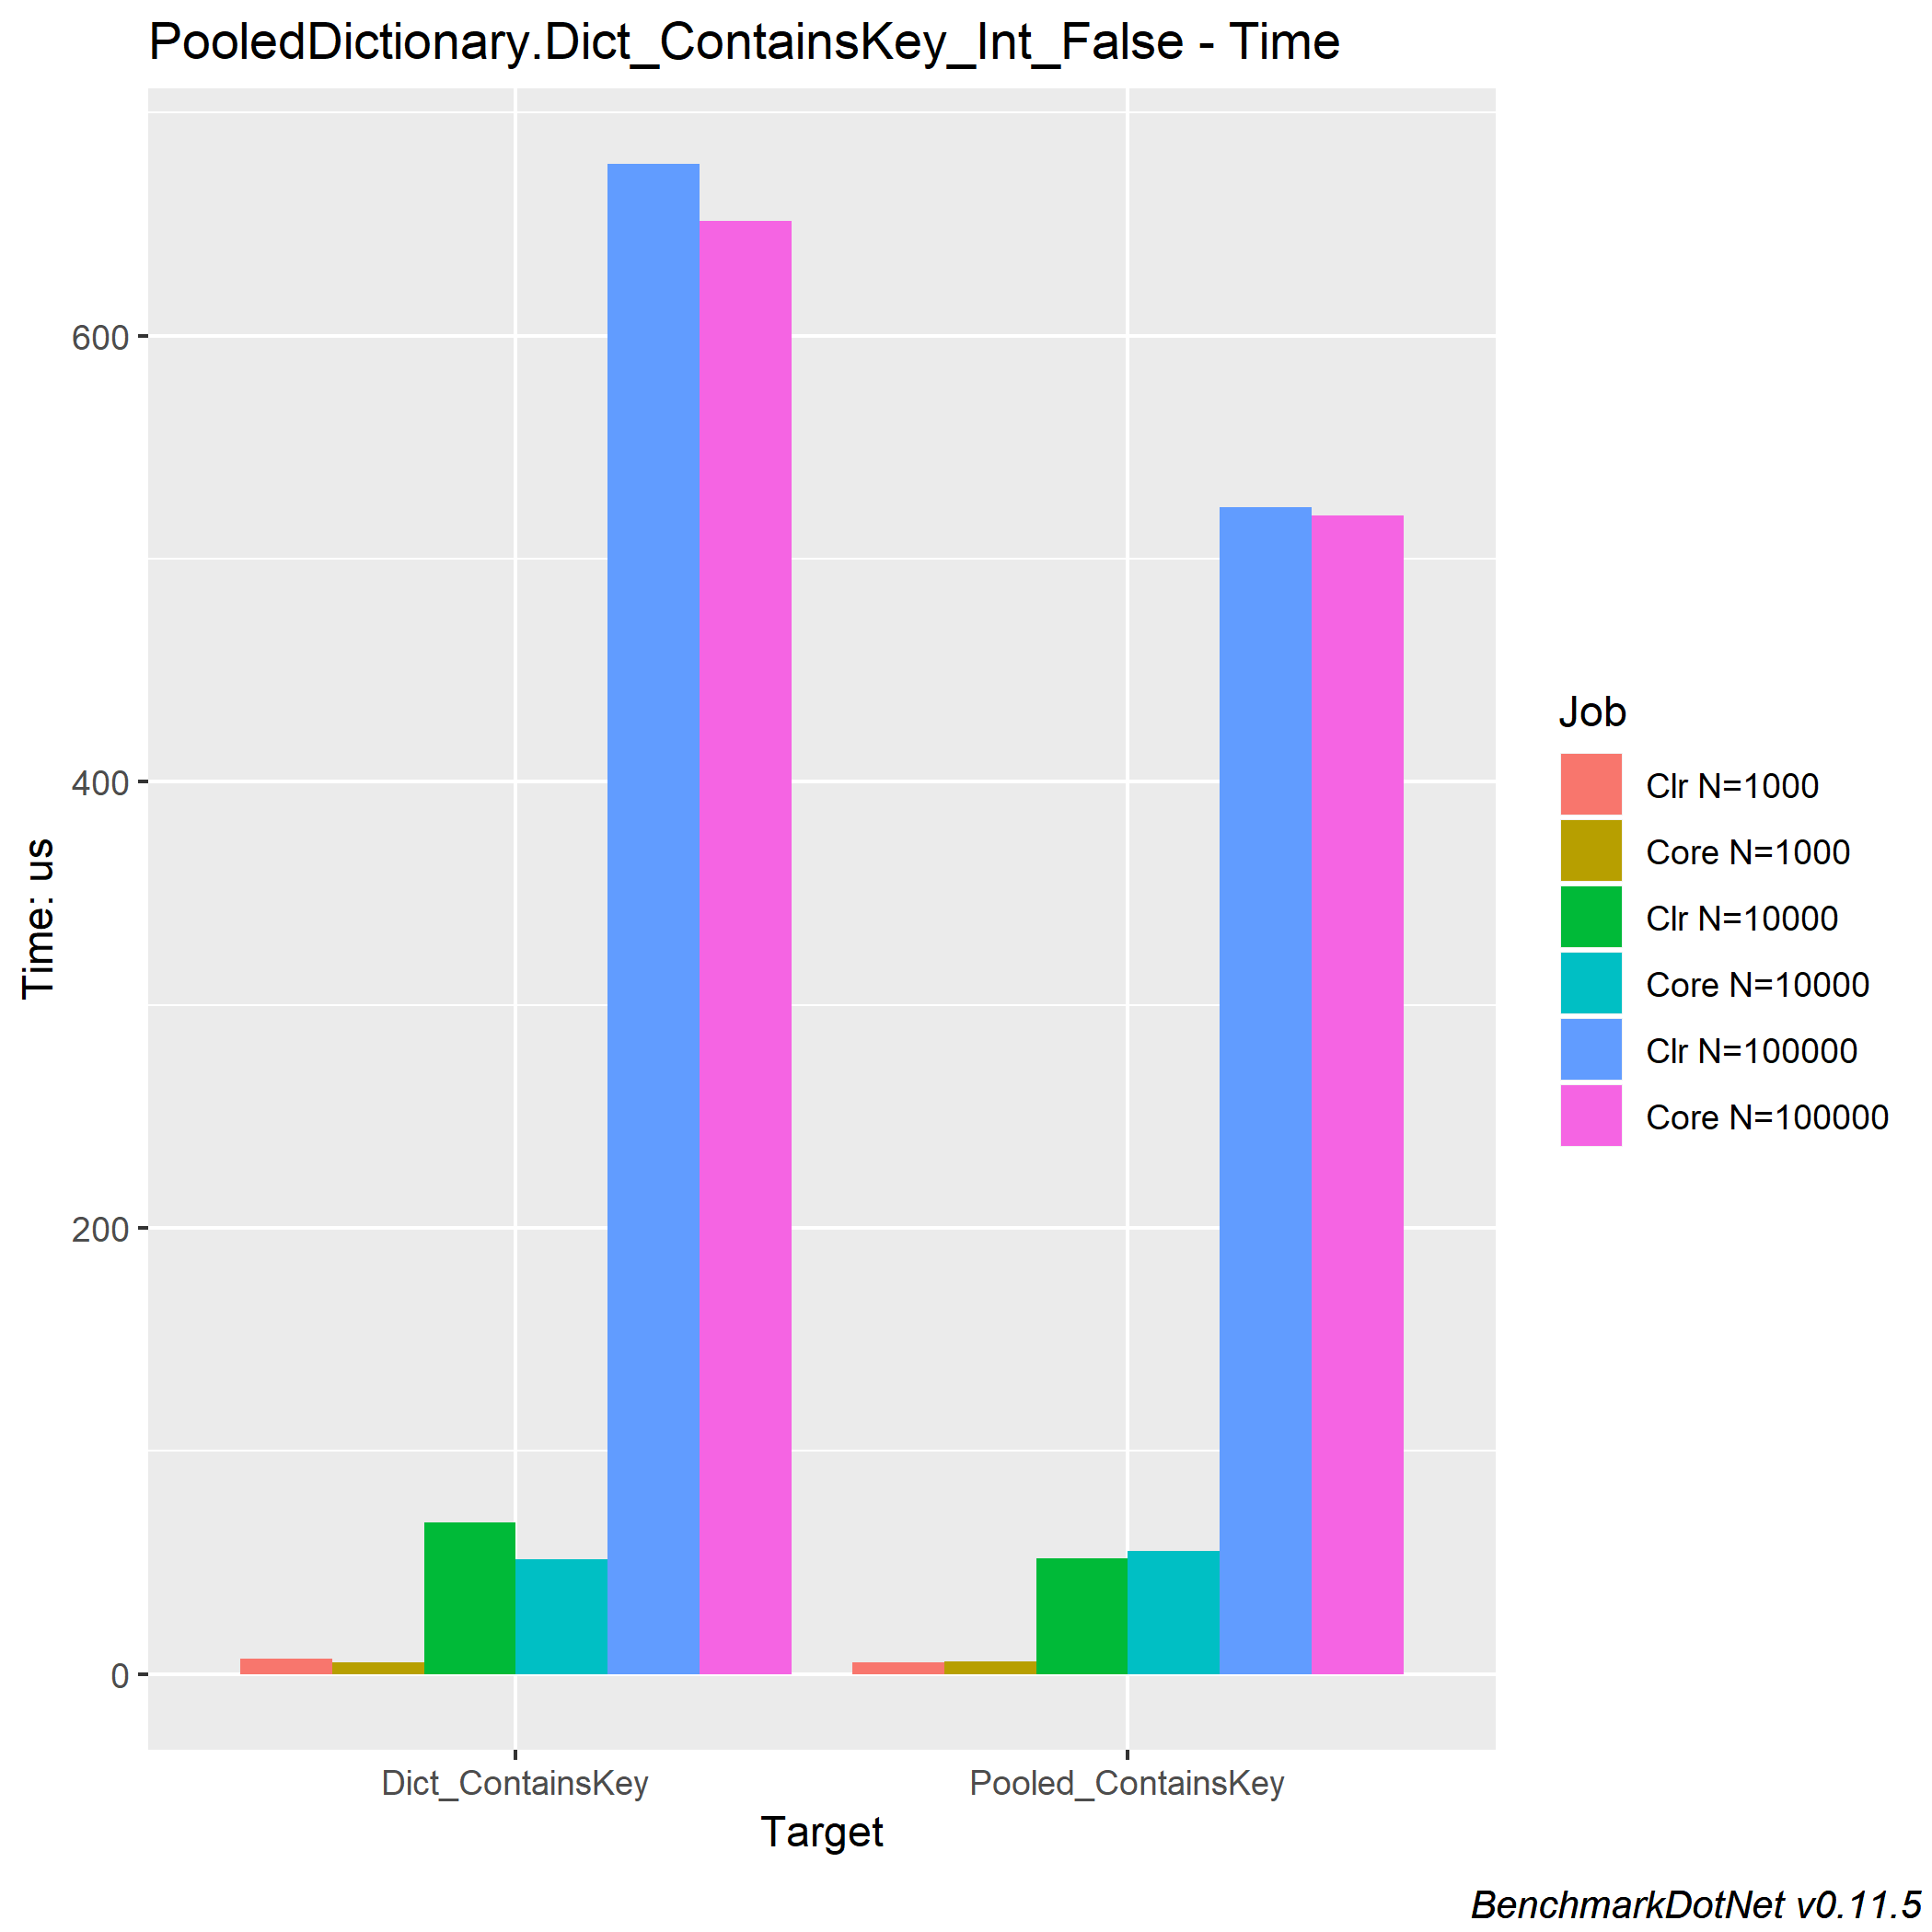 PooledDictionary.Dict_ContainsKey_Int_False - Time
Time: us
600
400
200
0
Dict_ContainsKey
Pooled_ContainsKey
Target
Job
Clr N=1000
Core N=1000
Clr N=10000
Core N=10000
Clr N=100000
Core N=100000
BenchmarkDotNet v0.11.5